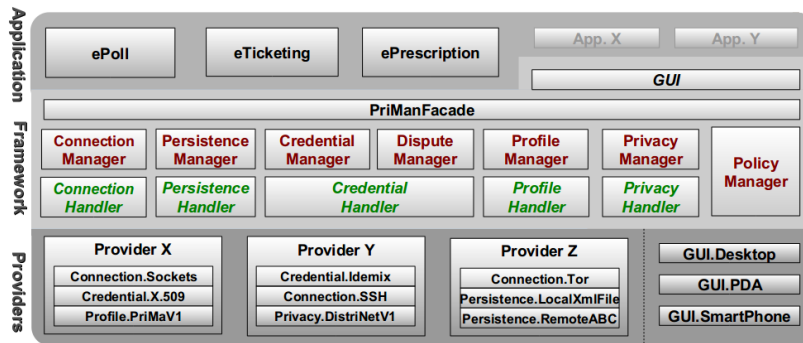 Application
ePoll
eTicketing
ePrescription
App. X
App. Y
GUI
Framework
PriManFacade
Connection
Manager
Persistence
Manager
Credential
Manager
Dispute
Manager
Profile
Manager
Privacy
Manager
Policy
Manager
Connection
Handler
Persistence
Handler
Credential
Handler
Profile
Handler
Privacy
Handler
Providers
Provider X
Connection.Sockets
Credential.X.509
Profile.PriMaV1
Provider Y
Credential.Idemix
Connection.SSH
Privacy.DistriNetV1
Provider Z
Connection.Tor
Persistence.LocalXmlFile
Persistence.RemoteABC
GUI.Desktop
GUI.PDA
GUI.SmartPhone